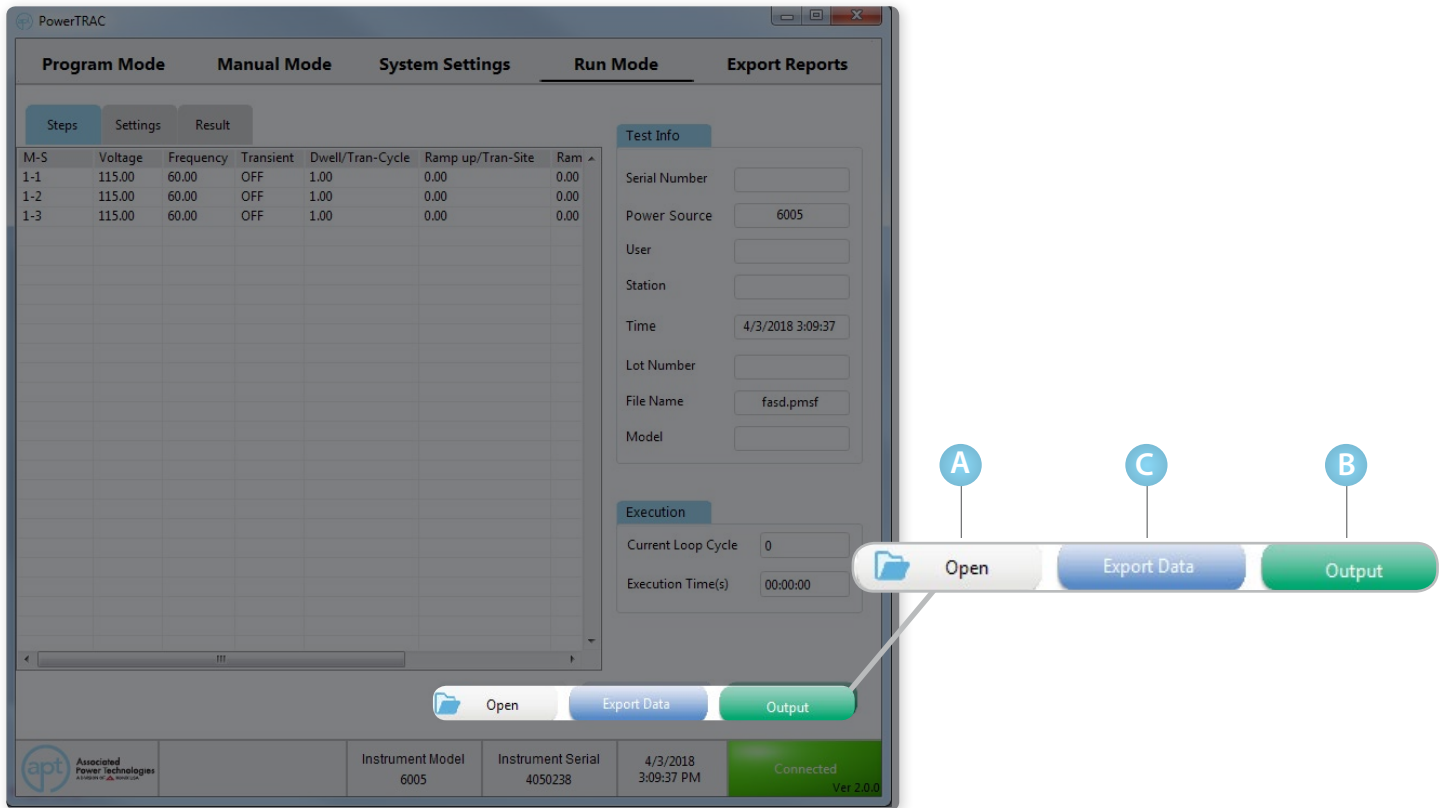 PowerTRAC
Program Mode Manual Mode System Settings Run Mode Export Reports
Steps Settings Result
M-S Voltage Frequency Transient Dwell/Tran-Cycle Ramp up/Tran-Site Ram
1-1 115.00 60.00 OFF 1.00 0.00 0.00
1-2 115.00 60.00 OFF 1.00 0.00 0.00
1-3 115.00 60.00 OFF 1.00 0.00 0.00
Test Info
Serial Number
Power Source 6005
User
Station
Time 4/3/2018 3:09:37
Lot Number
File Name fasd.pmsf
Model
Execution
Current Loop Cycle 0
Execution Time(s) 00:00:00
A C B
Open Export Data Output
Open Export Data Output
apt Associated
Power Technologies
Instrument Model
6005
Instrument Serial
4050238
4/3/2018
3:09:37 PM
Connected
Ver 2.0.0